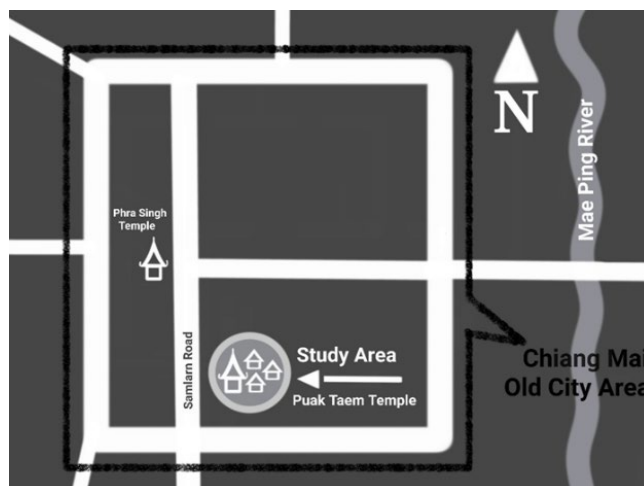 N
Mae Ping River
Phra Singh
Temple
Samlarn Road
Study Area
Puak Taem Temple
Chiang Mai
Old City Area